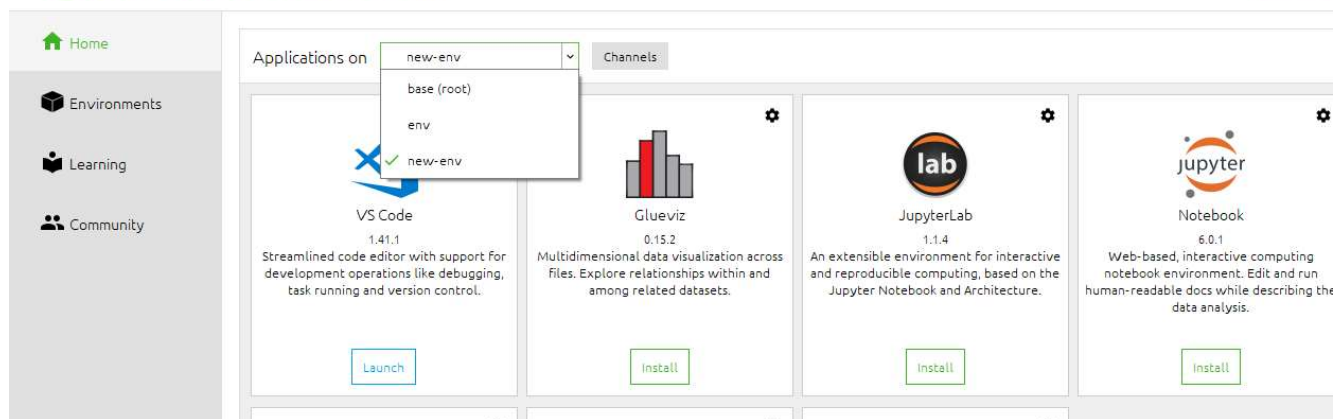 Home
Environments
Learning
Community
Applications on
new-env
Channels
base (root)
env
new-env
VS Code
1.41.1
Streamlined code editor with support for
development operations like debugging,
task running and version control.
Launch
Glueviz
0.15.2
Multidimensional data visualization across
files. Explore relationships within and
among related datasets.
Install
lab
JupyterLab
1.1.4
An extensible environment for interactive
and reproducible computing, based on the
Jupyter Notebook and Architecture.
Install
jupyter
Notebook
6.0.1
Web-based, interactive computing
notebook environment. Edit and run
human-readable docs while describing the
data analysis.
Install